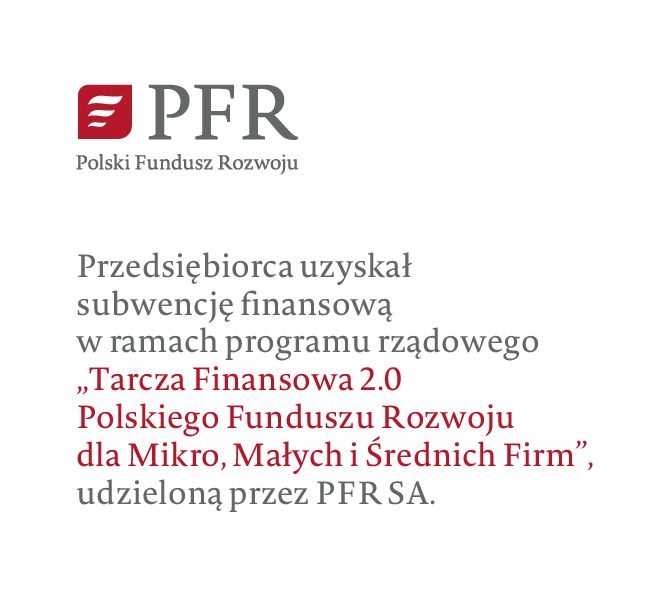 PFR
Polski Fundusz Rozwoju
Przedsiębiorca uzyskał
subwencję finansową
w ramach programu rządowego
„Tarcza Finansowa 2.0
Polskiego Funduszu Rozwoju
dla Mikro, Małych i Średnich Firm”,
udzieloną przez PFR SA.